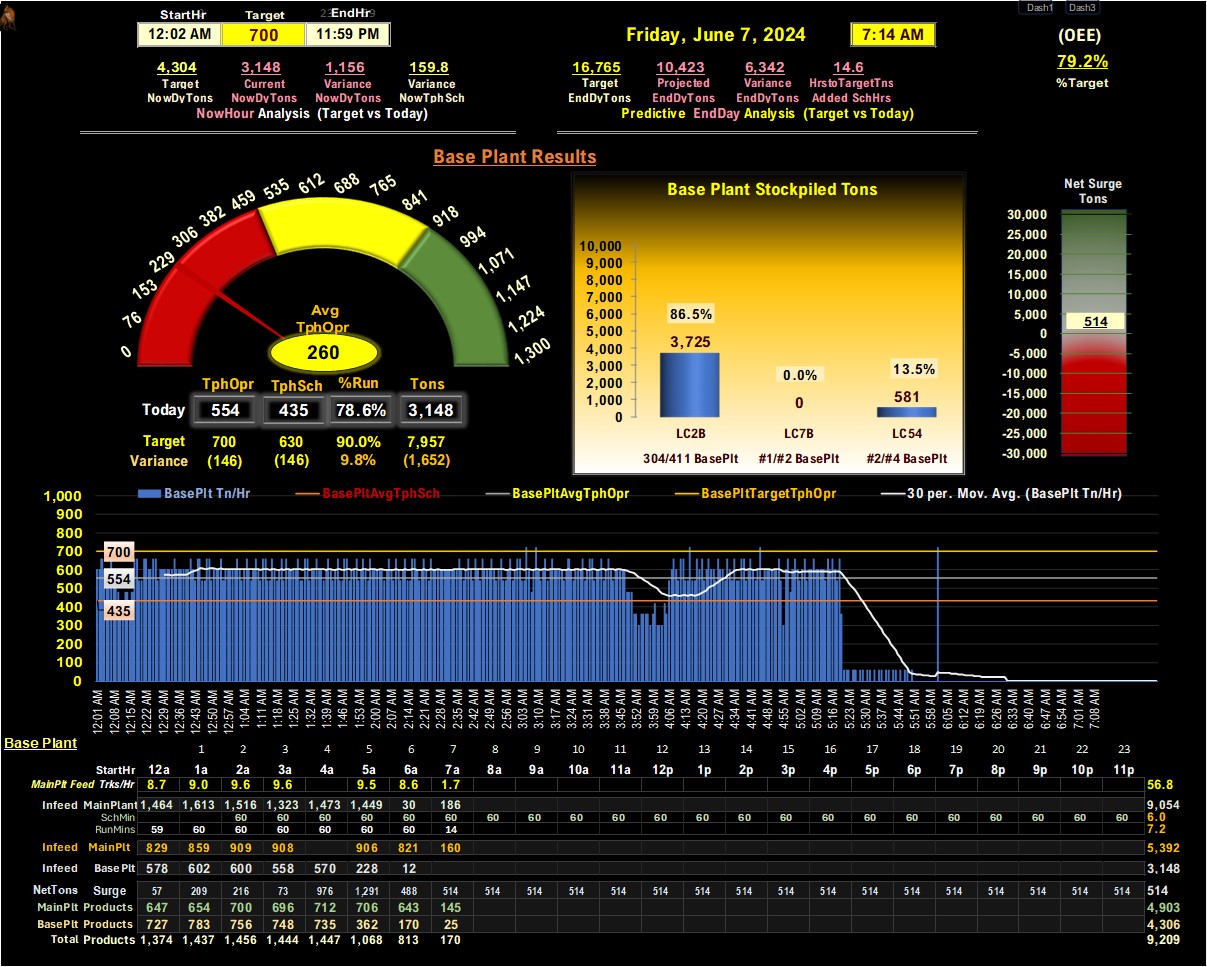 Dash1 Dash3
StartHr Target EndHr
12:02 AM 700 11:59 PM
Friday, June 7, 2024 7:14 AM (OEE)
4,304 3,148 1,156 159.8 16,765 10,423 6,342 14.6 79.2%
Target Current Variance Variance Target Projected Variance HrstoTargetTns %Target
NowDyTons NowDyTons NowDyTons NowTphSch EndDyTons EndDyTons EndDyTons Added SchHrs
NowHour Analysis (Target vs Today) Predictive EndDay Analysis (Target vs Today)
Base Plant Results
0 76 153 229 306 382 459 535 612 688 765 841 918 994 1,071 1,147 1,224 1,300
Avg
TphOpr
260
TphOpr TphSch %Run Tons
Today 554 435 78.6% 3,148
Target 700 630 90.0% 7,957
Variance (146) (146) 9.8% (1,652)
Base Plant Stockpiled Tons
10,000
9,000
8,000
7,000
6,000
5,000
4,000
3,000
2,000
1,000
0
86.5% 0.0% 13.5%
3,725 0 581
LC2B LC7B LC54
304/411 BasePlt #1/#2 BasePlt #2/#4 BasePlt
Net Surge
Tons
30,000
25,000
20,000
15,000
10,000
5,000
0
-5,000
-10,000
-15,000
-20,000
-25,000
-30,000
514
BasePlt Tn/Hr BasePltAvgTphSch BasePltAvgTphOpr BasePltTargetTphOpr 30 per. Mov. Avg. (BasePlt Tn/Hr)
1,000
900
800
700
600
500
400
300
200
100
0
700
554
435
12:01 AM 12:08 AM 12:15 AM 12:22 AM 12:29 AM 12:36 AM 12:43 AM 12:50 AM 12:57 AM 1:04 AM 1:11 AM 1:18 AM 1:25 AM 1:32 AM 1:39 AM 1:46 AM 1:53 AM 2:00 AM 2:07 AM 2:14 AM 2:21 AM 2:28 AM 2:35 AM 2:42 AM 2:49 AM 2:56 AM 3:03 AM 3:10 AM 3:17 AM 3:24 AM 3:31 AM 3:38 AM 3:45 AM 3:52 AM 3:59 AM 4:06 AM 4:13 AM 4:20 AM 4:27 AM 4:34 AM 4:41 AM 4:48 AM 4:55 AM 5:02 AM 5:09 AM 5:16 AM 5:23 AM 5:30 AM 5:37 AM 5:44 AM 5:51 AM 5:58 AM 6:05 AM 6:12 AM 6:19 AM 6:26 AM 6:33 AM 6:40 AM 6:47 AM 6:54 AM 7:01 AM 7:08 AM
Base Plant
1 2 3 4 5 6 7 8 9 10 11 12 13 14 15 16 17 18 19 20 21 22 23
StartHr 12a 1a 2a 3a 4a 5a 6a 7a 8a 9a 10a 11a 12p 1p 2p 3p 4p 5p 6p 7p 8p 9p 10p 11p
MainPlt Feed Trks/Hr 8.7 9.0 9.6 9.6 9.5 8.6 1.7 56.8
Infeed MainPlant 1,464 1,613 1,516 1,323 1,473 1,449 30 186 9,054
SchMin 60 60 60 60 60 60 60 60 60 60 60 60 60 60 60 60 60 60 60 60 60 60 6.0
RunMins 59 60 60 60 60 60 60 14 7.2
Infeed MainPlt 829 859 909 908 906 821 160 5,392
Infeed BasePlt 578 602 600 558 570 228 12 3,148
NetTons Surge 57 209 216 73 976 1,291 488 514 514 514 514 514 514 514 514 514 514 514 514 514 514 514 514 514 514
MainPlt Products 647 654 700 696 712 706 643 145 4,903
BasePlt Products 727 783 756 748 735 362 170 25 4,306
Total Products 1,374 1,437 1,456 1,444 1,447 1,068 813 170 9,209